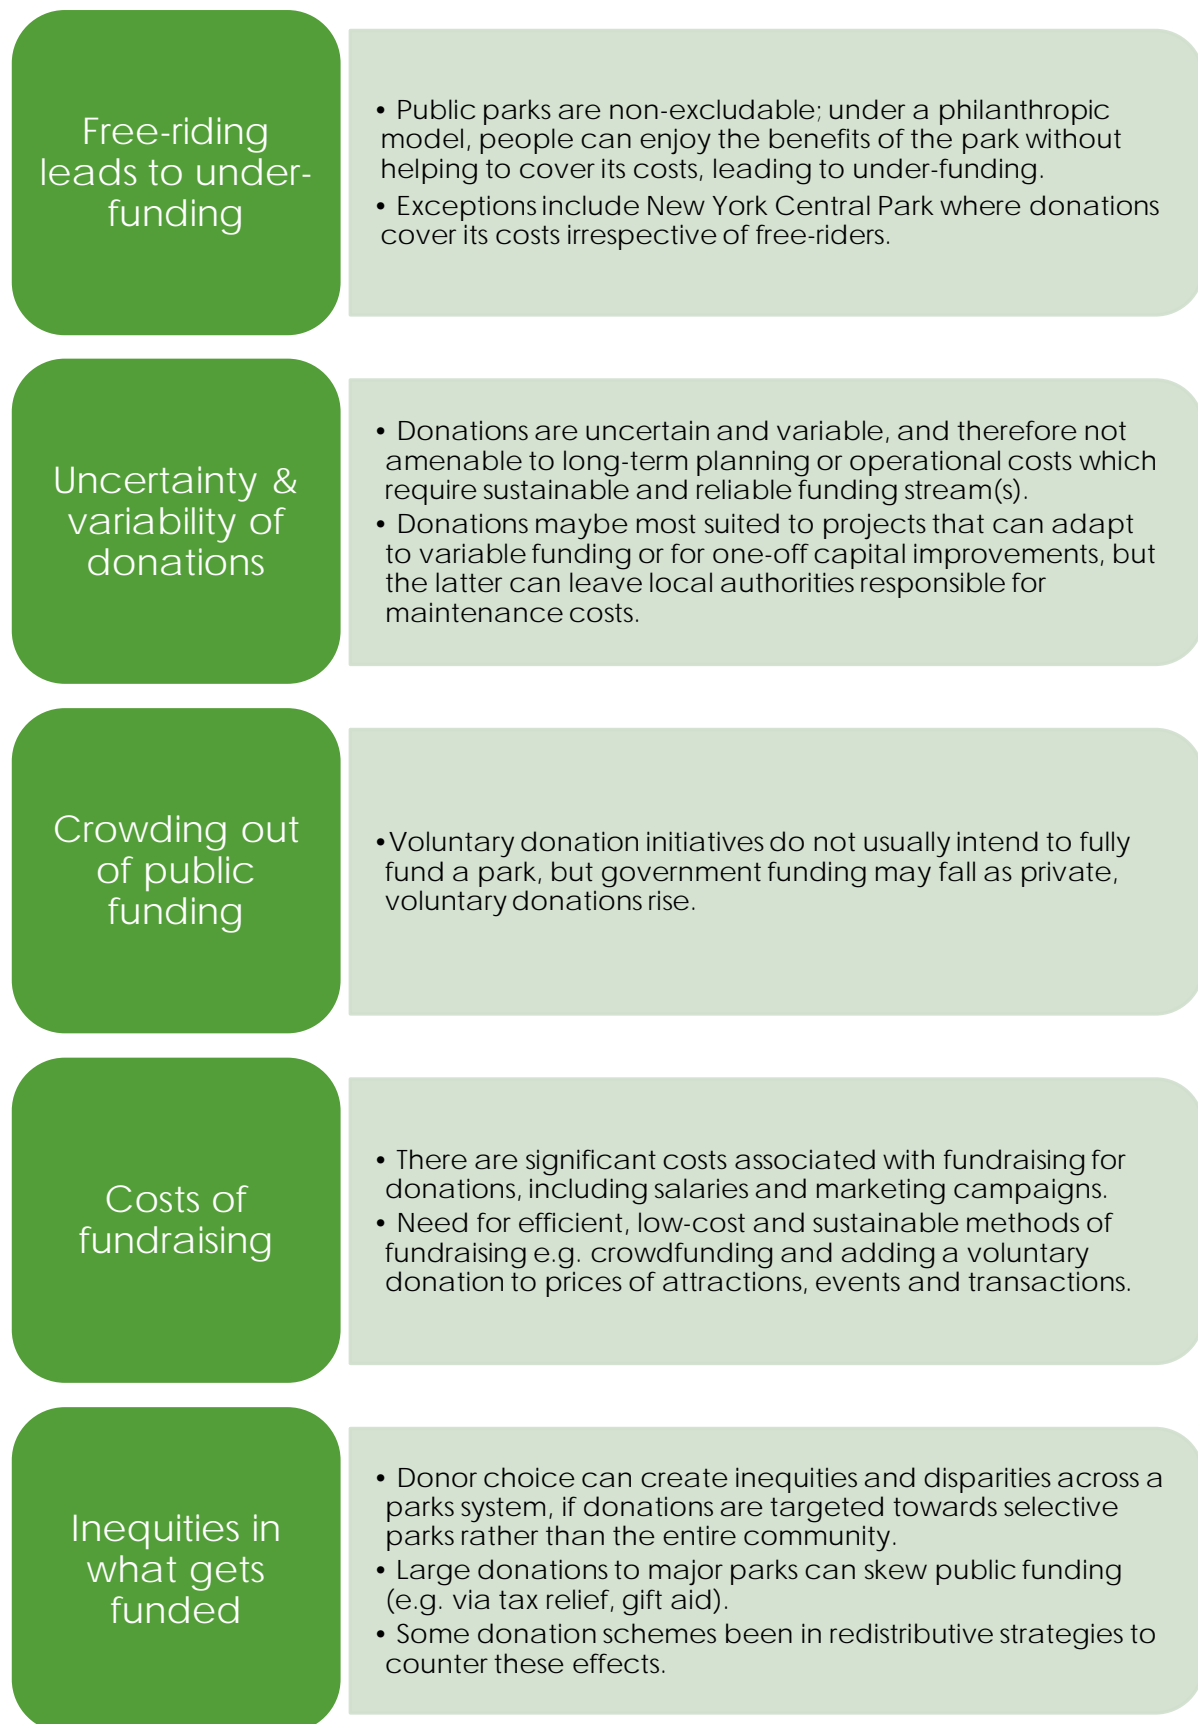 Free-riding
leads to under-
funding
• Public parks are non-excludable; under a philanthropic
model, people can enjoy the benefits of the park without
helping to cover its costs, leading to under-funding.
• Exceptions include New York Central Park where donations
cover its costs irrespective of free-riders.
Uncertainty &
variability of
donations
• Donations are uncertain and variable, and therefore not
amenable to long-term planning or operational costs which
require sustainable and reliable funding stream(s).
• Donations maybe most suited to projects that can adapt
to variable funding or for one-off capital improvements, but
the latter can leave local authorities responsible for
maintenance costs.
Crowding out
of public
funding
• Voluntary donation initiatives do not usually intend to fully
fund a park, but government funding may fall as private,
voluntary donations rise.
Costs of
fundraising
• There are significant costs associated with fundraising for
donations, including salaries and marketing campaigns.
• Need for efficient, low-cost and sustainable methods of
fundraising e.g. crowdfunding and adding a voluntary
donation to prices of attractions, events and transactions.
Inequities in
what gets
funded
• Donor choice can create inequities and disparities across a
parks system, if donations are targeted towards selective
parks rather than the entire community.
• Large donations to major parks can skew public funding
(e.g. via tax relief, gift aid).
• Some donation schemes been in redistributive strategies to
counter these effects.